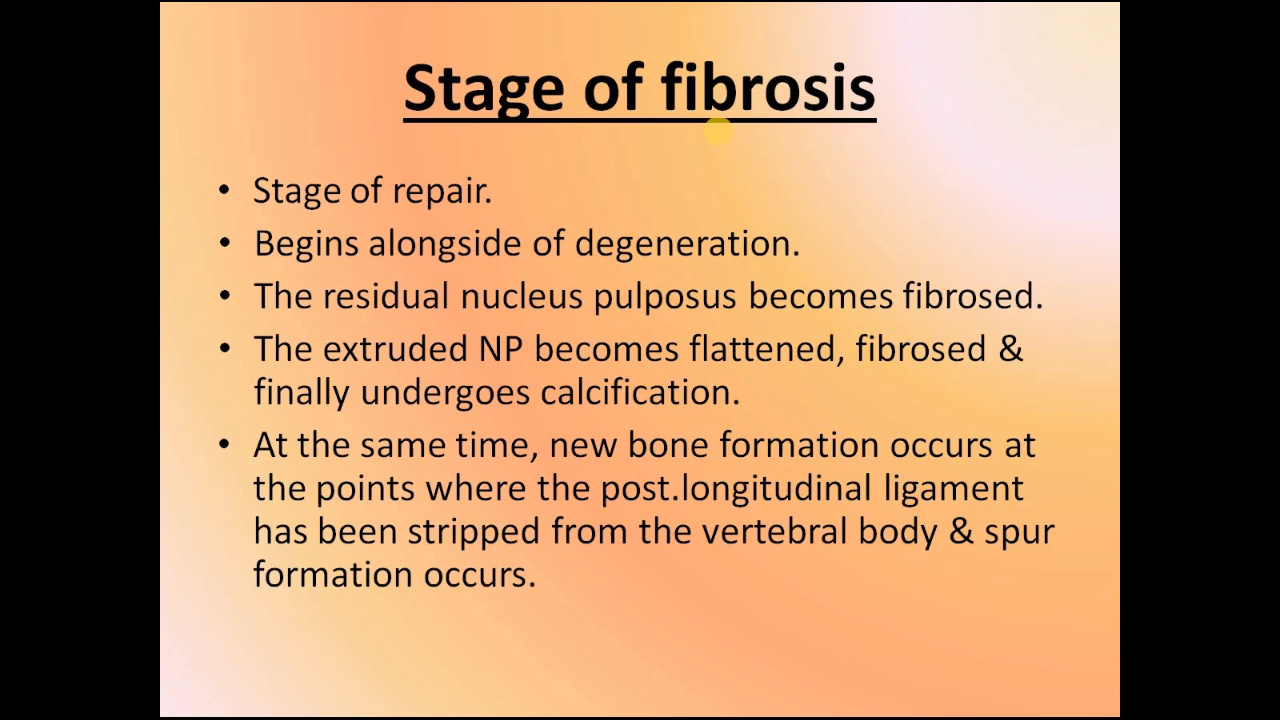 Stage of fibrosis
• Stage of repair.
• Begins alongside of degeneration.
• The residual nucleus pulposus becomes fibrosed.
• The extruded NP becomes flattened, fibrosed &
finally undergoes calcification.
• At the same time, new bone formation occurs at
the points where the post.longitudinal ligament
has been stripped from the vertebral body & spur
formation occurs.